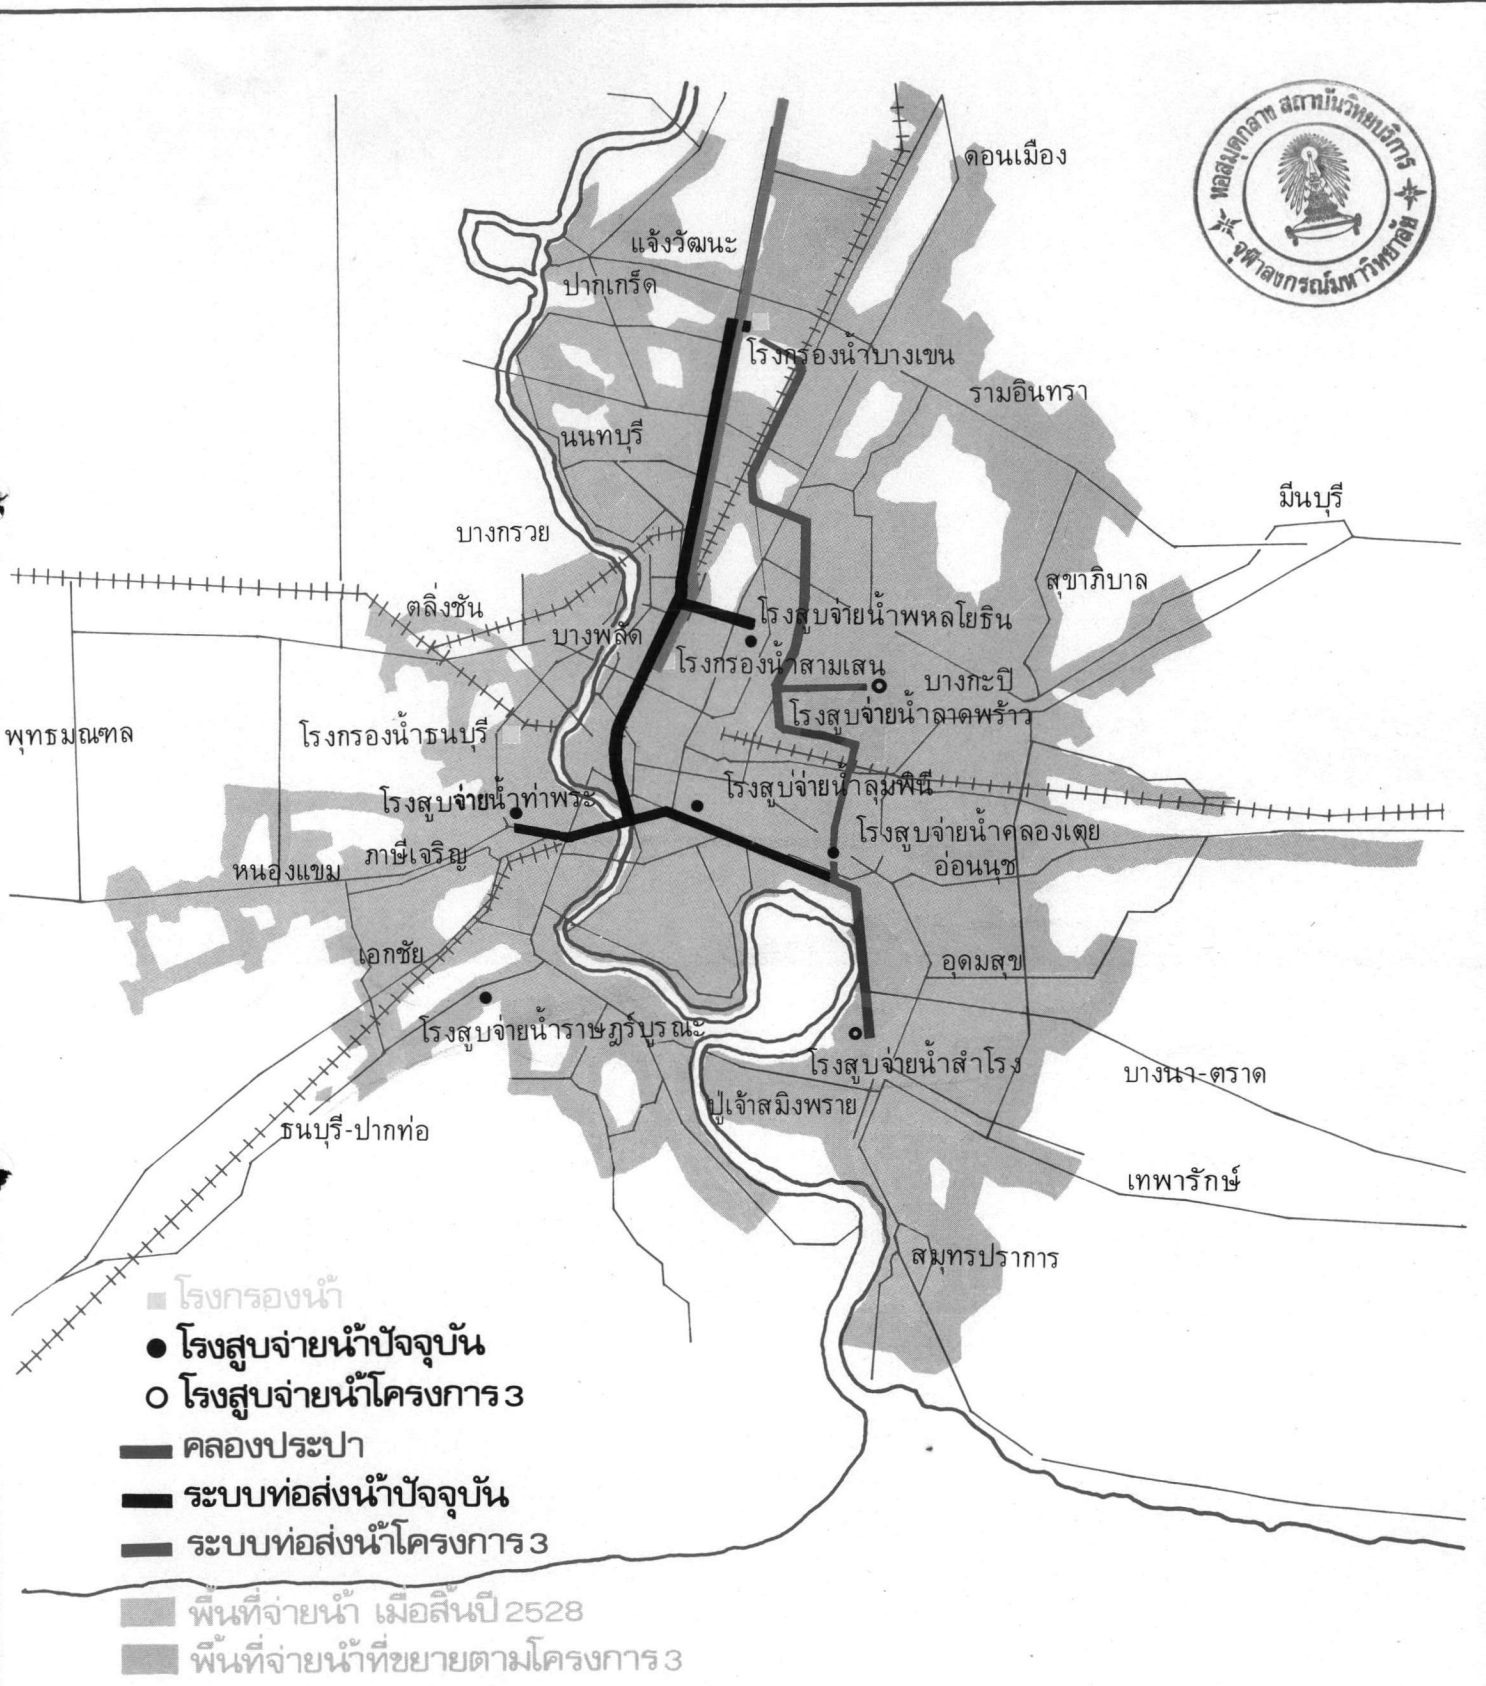 หอสมุดกลาง สถาบันวิทยบริการ
จุฬาลงกรณ์มหาวิทยาลัย
ดอนเมือง
แจ้งวัฒนะ
ปากเกร็ด
โรงกรองน้ำบางเขน
รามอินทรา
นนทบุรี
มีนบุรี
บางกรวย
สุขาภิบาล
ตลิ่งชัน
โรงสูบจ่ายน้ำพหลโยธิน
บางพลัด
โรงกรองน้ำสามเสน
บางกะปิ
โรงสูบจ่ายน้ำลาดพร้าว
พุทธมณฑล
โรงกรองน้ำธนบุรี
โรงสูบจ่ายน้ำลุมพินี
โรงสูบจ่ายน้ำท่าพระ
โรงสูบจ่ายน้ำคลองเตย
ภาษีเจริญ
อ่อนนุช
หนองแขม
เอกชัย
อุดมสุข
โรงสูบจ่ายน้ำราษฎร์บูรณะ
โรงสูบจ่ายน้ำสำโรง
บางนา-ตราด
ปู่เจ้าสมิงพราย
ธนบุรี-ปากท่อ
เทพารักษ์
สมุทรปราการ
โรงกรองน้ำ
โรงสูบจ่ายน้ำปัจจุบัน
โรงสูบจ่ายน้ำโครงการ 3
คลองประปา
ระบบท่อส่งน้ำปัจจุบัน
ระบบท่อส่งน้ำโครงการ 3
พื้นที่จ่ายน้ำ เมื่อสิ้นปี 2528
พื้นที่จ่ายน้ำที่ขยายตามโครงการ 3